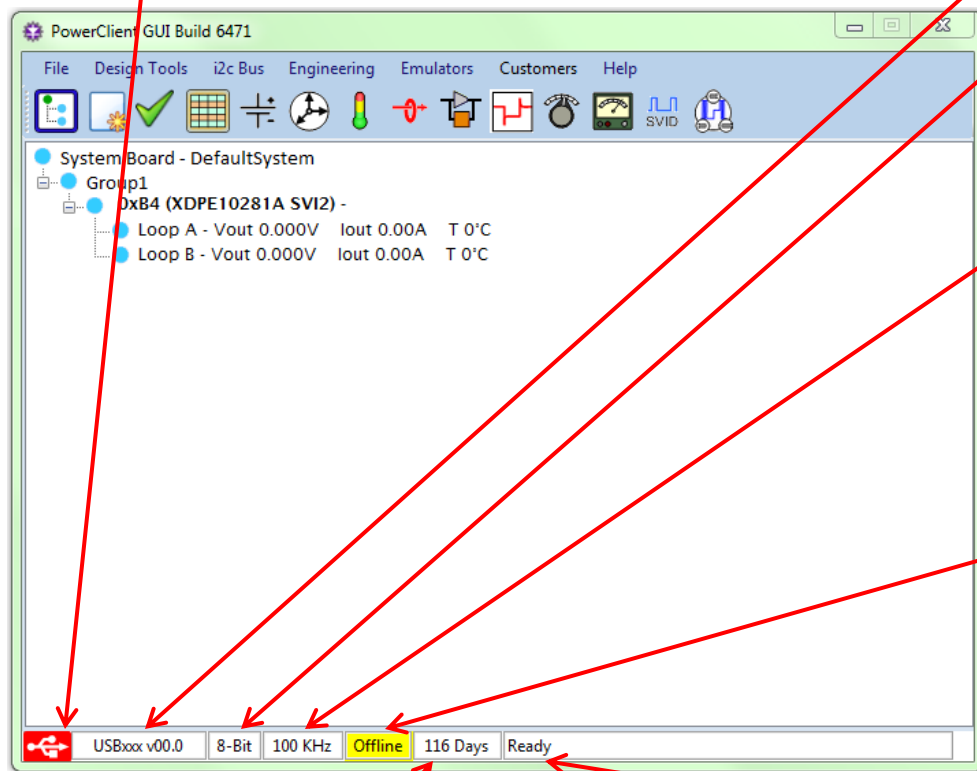 PowerClient GUI Build 6471
File Design Tools i2c Bus Engineering Emulators Customers Help
SVID
System Board - DefaultSystem
Group1
0xB4 (XDPE10281A SVI2) -
Loop A - Vout 0.000V Iout 0.00A T 0°C
Loop B - Vout 0.000V Iout 0.00A T 0°C
USBxxx v00.0 8-Bit 100 KHz Offline 116 Days Ready